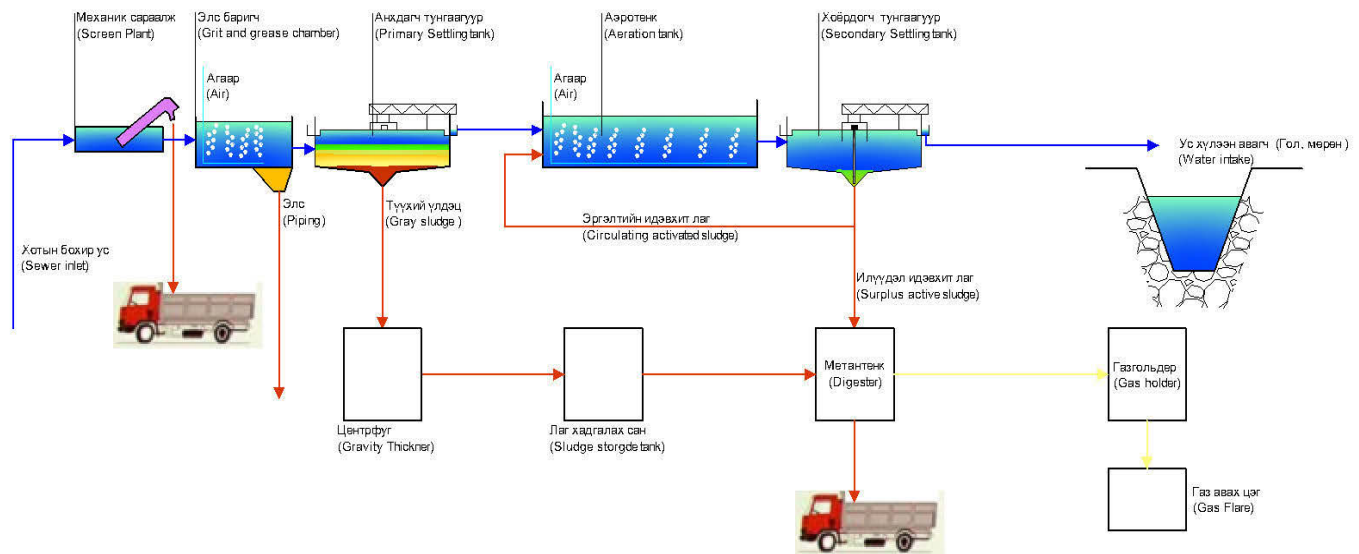 Механик сараалж
(Screen Plant)
Элс баригч
(Grit and grease chamber)
Анхдагч тунгаагуур
(Primary Settling tank)
Аэротенк
(Aeration tank)
Хоёрдогч тунгаагуур
(Secondary Settling tank)
Агаар
(Air)
Агаар
(Air)
Ус хүлээн авагч (Гол, мөрөн)
(Water intake)
Элс
(Piping)
Түүхий үлдэц
(Gray sludge)
Эргэлтийн идэвхит лаг
(Circulating activated sludge)
Хотын бохир ус
(Sewer inlet)
Илүүдэл идэвхит лаг
(Surplus active sludge)
Метантенк
(Digester)
Газгольдер
(Gas holder)
Центрфуг
(Gravity Thickner)
Лаг хадгалах сан
(Sludge storgde tank)
Газ авах цэг
(Gas Flare)